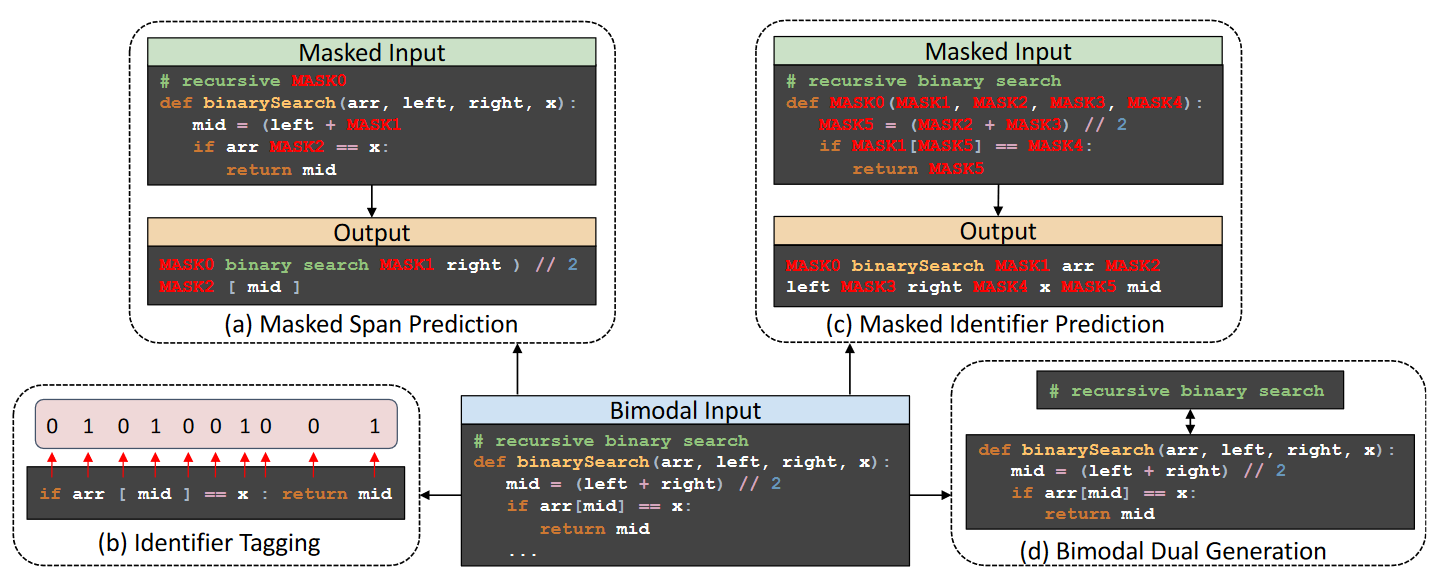 Masked Input
# recursive MASK0
def binarySearch(arr, left, right, x):
mid = (left + MASK1
if arr MASK2 == x:
return mid
Output
MASK0 binary search MASK1 right ) // 2
MASK2 [ mid ]
(a) Masked Span Prediction
Masked Input
# recursive binary search
def MASK0(MASK1, MASK2, MASK3, MASK4):
MASK5 = (MASK2 + MASK3) // 2
if MASK1[MASK5] == MASK4:
return MASK5
Output
MASK0 binarySearch MASK1 arr MASK2
left MASK3 right MASK4 x MASK5 mid
(c) Masked Identifier Prediction
0 1 0 1 0 0 1 0 0 1
if arr [ mid ] == x : return mid
(b) Identifier Tagging
Bimodal Input
# recursive binary search
def binarySearch(arr, left, right, x):
mid = (left + right) // 2
if arr[mid] == x:
return mid
...
# recursive binary search
def binarySearch(arr, left, right, x):
mid = (left + right) // 2
if arr[mid] == x:
return mid
(d) Bimodal Dual Generation